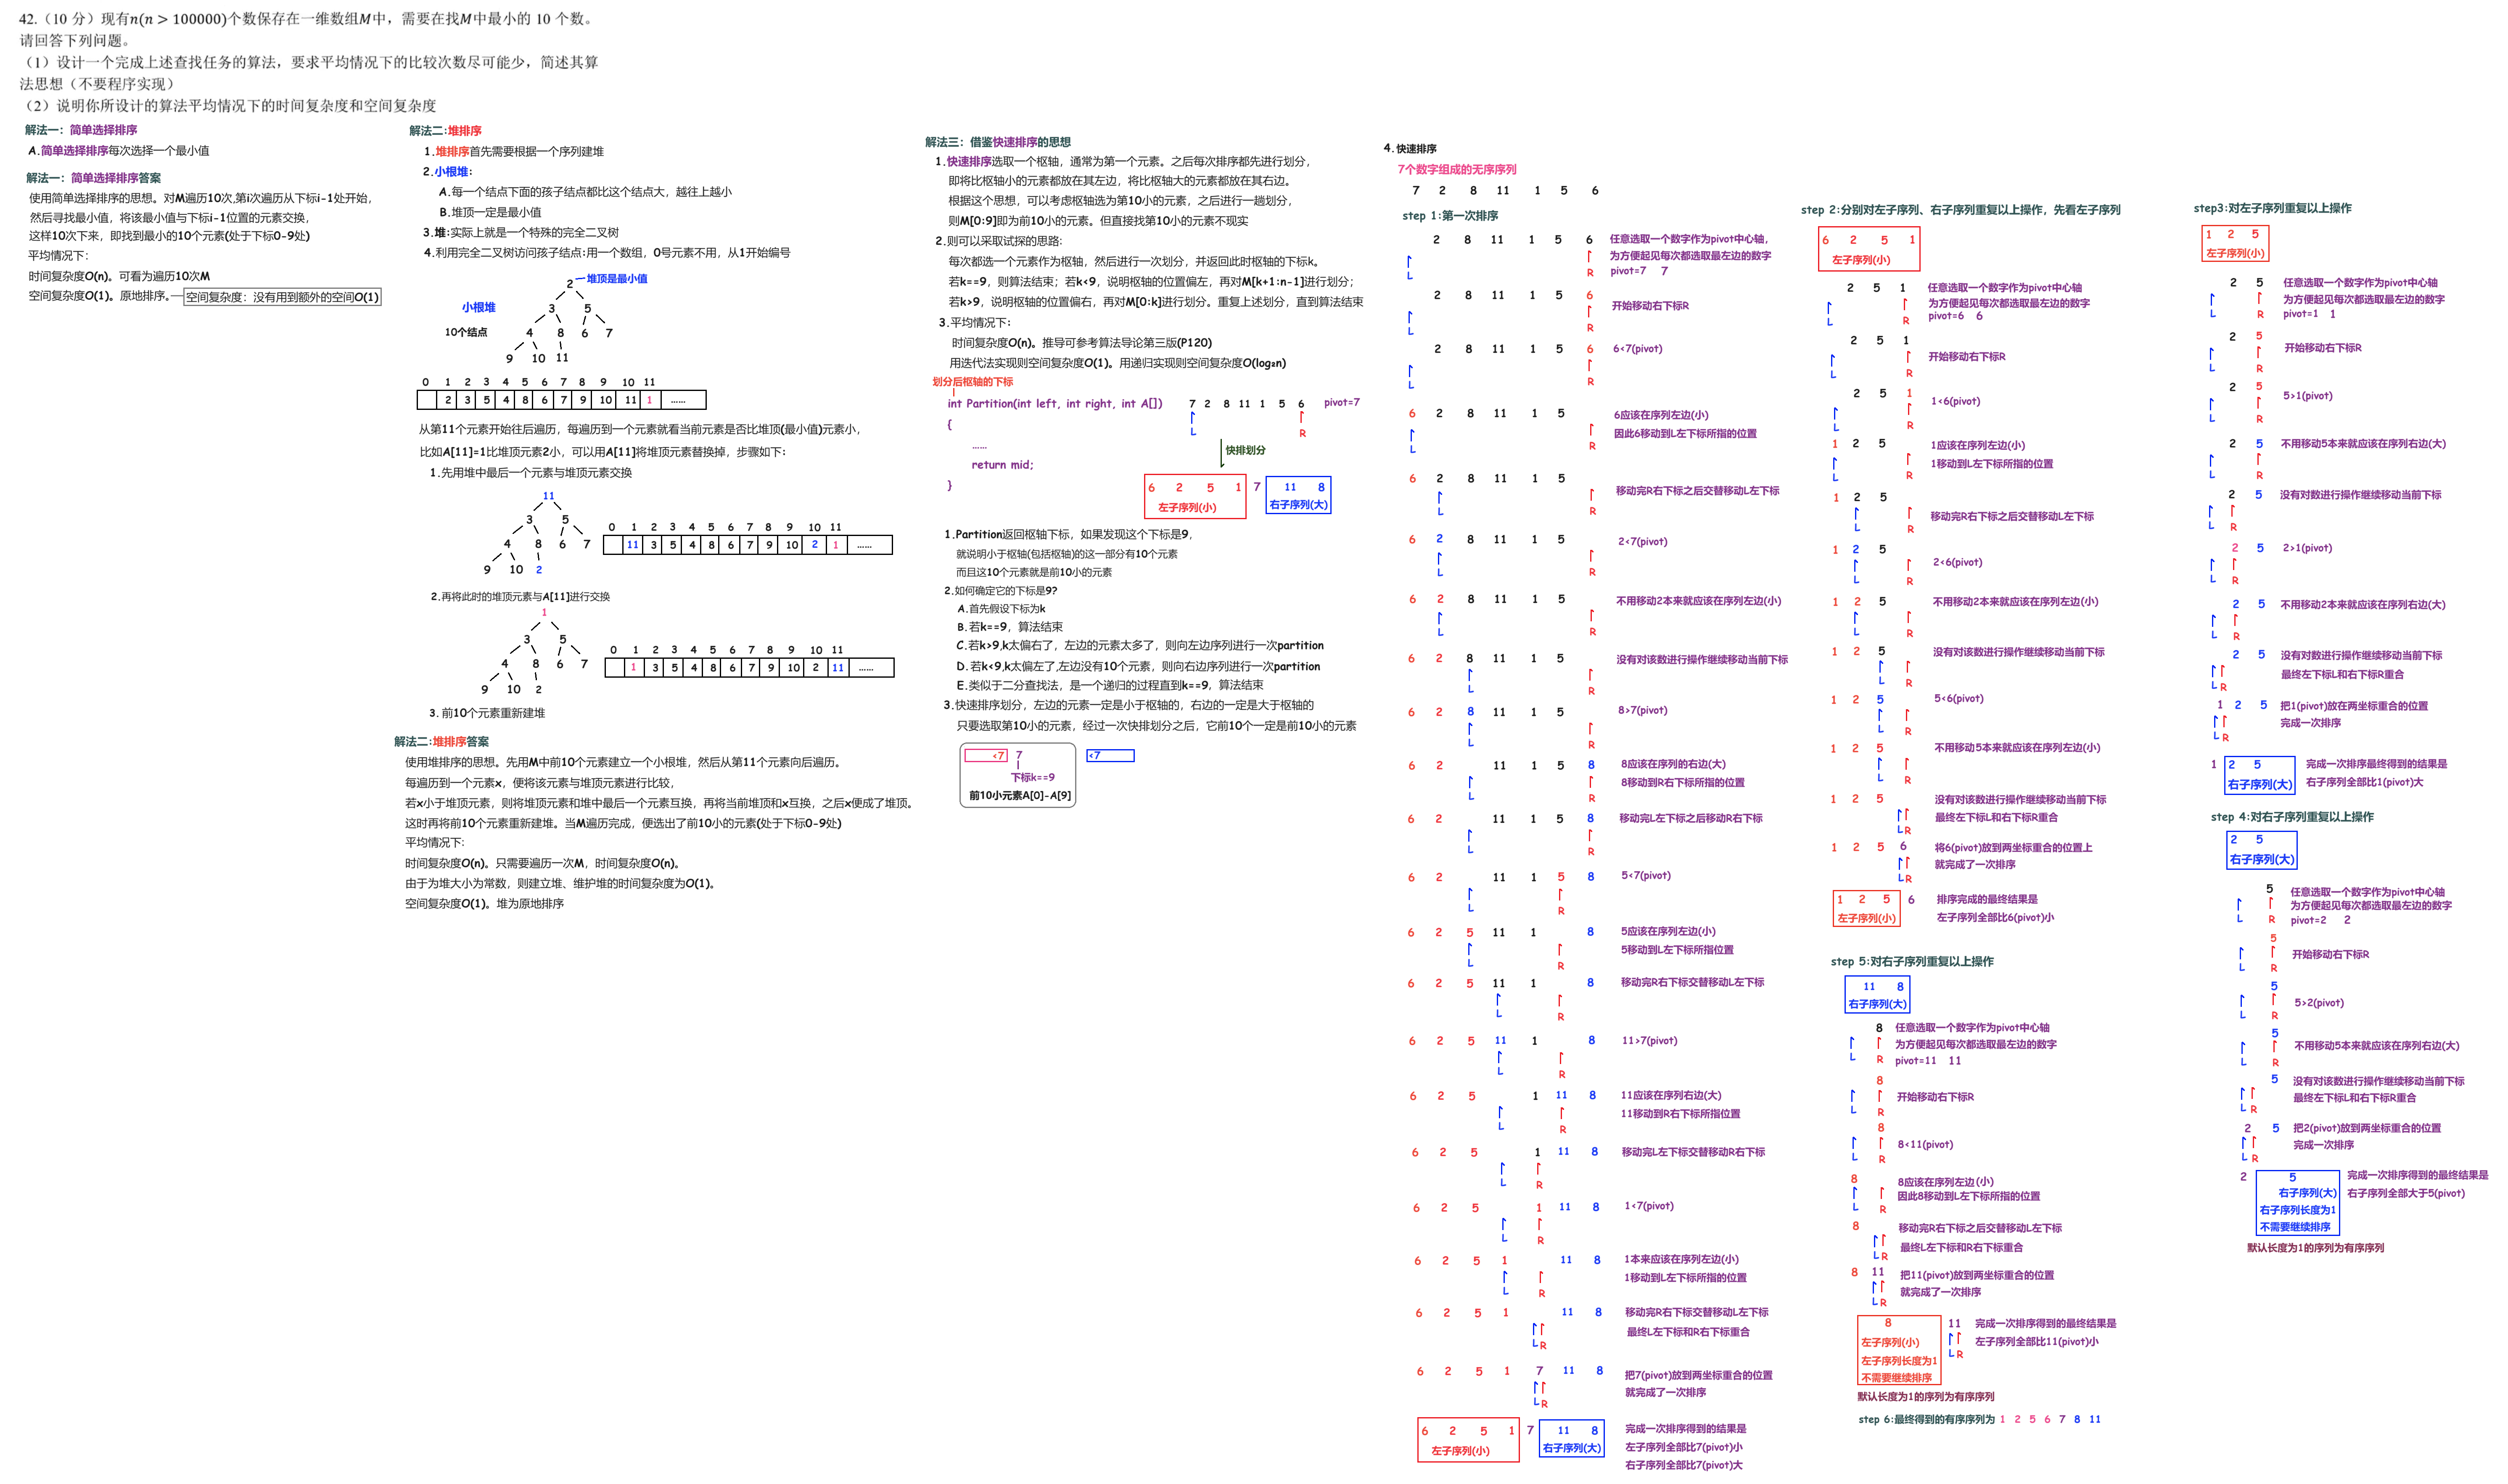 42.（10 分）现有n(n > 100000)个数保存在一维数组M中，需要在找M中最小的 10 个数。
请回答下列问题。
（1）设计一个完成上述查找任务的算法，要求平均情况下的比较次数尽可能少，简述其算
法思想（不要程序实现）
（2）说明你所设计的算法平均情况下的时间复杂度和空间复杂度
解法一：简单选择排序
A.简单选择排序每次选择一个最小值
解法一：简单选择排序答案
使用简单选择排序的思想。对M遍历10次,第i次遍历从下标i-1处开始，
然后寻找最小值，将该最小值与下标i-1位置的元素交换，
这样10次下来，即找到最小的10个元素(处于下标0-9处)
平均情况下：
时间复杂度O(n)。可看为遍历10次M
空间复杂度O(1)。原地排序。
空间复杂度：没有用到额外的空间O(1)
解法二:堆排序
1.堆排序首先需要根据一个序列建堆
2.小根堆:
A.每一个结点下面的孩子结点都比这个结点大，越往上越小
B.堆顶一定是最小值
3.堆:实际上就是一个特殊的完全二叉树
4.利用完全二叉树访问孩子结点:用一个数组，0号元素不用，从1开始编号
2 堆顶是最小值
小根堆 3 5
10个结点 4 8 6 7
9 10 11
0 1 2 3 4 5 6 7 8 9 10 11
2 3 5 4 8 6 7 9 10 11 1 ......
从第11个元素开始往后遍历，每遍历到一个元素就看当前元素是否比堆顶(最小值)元素小，
比如A[11]=1比堆顶元素2小，可以用A[11]将堆顶元素替换掉，步骤如下:
1.先用堆中最后一个元素与堆顶元素交换
11
3 5
4 8 6 7
9 10 2
0 1 2 3 4 5 6 7 8 9 10 11
11 3 5 4 8 6 7 9 10 2 1 ......
2.再将此时的堆顶元素与A[11]进行交换
1
3 5
4 8 6 7
9 10 2
0 1 2 3 4 5 6 7 8 9 10 11
1 3 5 4 8 6 7 9 10 2 11 ......
3. 前10个元素重新建堆
解法二:堆排序答案
使用堆排序的思想。先用M中前10个元素建立一个小根堆，然后从第11个元素向后遍历。
每遍历到一个元素x，便将该元素与堆顶元素进行比较，
若x小于堆顶元素，则将堆顶元素和堆中最后一个元素互换，再将当前堆顶和x互换，之后x便成了堆顶。
这时再将前10个元素重新建堆。当M遍历完成，便选出了前10小的元素(处于下标0-9处)
平均情况下:
时间复杂度O(n)。只需要遍历一次M，时间复杂度O(n)。
由于为堆大小为常数，则建立堆、维护堆的时间复杂度为O(1)。
空间复杂度O(1)。堆为原地排序
解法三：借鉴快速排序的思想
1.快速排序选取一个枢轴，通常为第一个元素。之后每次排序都先进行划分，
即将比枢轴小的元素都放在其左边，将比枢轴大的元素都放在其右边。
根据这个思想，可以考虑枢轴选为第10小的元素，之后进行一趟划分，
则M[0:9]即为前10小的元素。但直接找第10小的元素不现实
2.则可以采取试探的思路:
每次都选一个元素作为枢轴，然后进行一次划分，并返回此时枢轴的下标k。
若k==9，则算法结束；若k<9，说明枢轴的位置偏左，再对M[k+1:n-1]进行划分；
若k>9，说明枢轴的位置偏右，再对M[0:k]进行划分。重复上述划分，直到算法结束
3.平均情况下:
时间复杂度O(n)。推导可参考算法导论第三版(P120)
用迭代法实现则空间复杂度O(1)。用递归实现则空间复杂度O(log₂n)
划分后枢轴的下标
int Partition(int left, int right, int A[])
{
......
return mid;
}
7 2 8 11 1 5 6 pivot=7
L R
快排划分
6 2 5 1 7 11 8
左子序列(小) 右子序列(大)
1.Partition返回枢轴下标，如果发现这个下标是9，
就说明小于枢轴(包括枢轴)的这一部分有10个元素
而且这10个元素就是前10小的元素
2.如何确定它的下标是9?
A.首先假设下标为k
B.若k==9，算法结束
C.若k>9,k太偏右了，左边的元素太多了，则向左边序列进行一次partition
D.若k<9,k太偏左了,左边没有10个元素，则向右边序列进行一次partition
E.类似于二分查找法，是一个递归的过程直到k==9，算法结束
3.快速排序划分，左边的元素一定是小于枢轴的，右边的一定是大于枢轴的
只要选取第10小的元素，经过一次快排划分之后，它前10个一定是前10小的元素
<7 7 <7
下标k==9
前10小元素A[0]-A[9]
4.快速排序
7个数字组成的无序序列
7 2 8 11 1 5 6
step 1:第一次排序
2 8 11 1 5 6 任意选取一个数字作为pivot中心轴，
为方便起见每次都选取最左边的数字
L R pivot=7 7
2 8 11 1 5 6 开始移动右下标R
L R
2 8 11 1 5 6 6<7(pivot)
L R
6 2 8 11 1 5 6应该在序列左边(小)
因此6移动到L左下标所指的位置
L R
6 2 8 11 1 5 移动完R右下标之后交替移动L左下标
L R
6 2 8 11 1 5 2<7(pivot)
L R
6 2 8 11 1 5 不用移动2本来就应该在序列左边(小)
L R
6 2 8 11 1 5 没有对该数进行操作继续移动当前下标
L R
6 2 8 11 1 5 8>7(pivot)
L R
6 2 11 1 5 8 8应该在序列的右边(大)
8移动到R右下标所指的位置
L R
6 2 11 1 5 8 移动完L左下标之后移动R右下标
L R
6 2 11 1 5 8 5<7(pivot)
L R
6 2 5 11 1 8 5应该在序列左边(小)
5移动到L左下标所指位置
L R
6 2 5 11 1 8 移动完R右下标交替移动L左下标
L R
6 2 5 11 1 8 11>7(pivot)
L R
6 2 5 1 11 8 11应该在序列右边(大)
11移动到R右下标所指位置
L R
6 2 5 1 11 8 移动完L左下标交替移动R右下标
L R
6 2 5 1 11 8 1<7(pivot)
L R
6 2 5 1 11 8 1本来应该在序列左边(小)
1移动到L左下标所指的位置
L R
6 2 5 1 11 8 移动完R右下标交替移动L左下标
最终L左下标和R右下标重合
L R
6 2 5 1 7 11 8 把7(pivot)放到两坐标重合的位置
就完成了一次排序
L R
6 2 5 1 7 11 8 完成一次排序得到的结果是
左子序列(小) 右子序列(大) 左子序列全部比7(pivot)小
右子序列全部比7(pivot)大
step 2:分别对左子序列、右子序列重复以上操作，先看左子序列
6 2 5 1
左子序列(小)
2 5 1 任意选取一个数字作为pivot中心轴
为方便起见每次都选取最左边的数字
L R pivot=6 6
2 5 1 开始移动右下标R
L R
2 5 1 1<6(pivot)
L R
1 2 5 1应该在序列左边(小)
1移动到L左下标所指的位置
L R
1 2 5 移动完R右下标之后交替移动L左下标
L R
1 2 5 2<6(pivot)
L R
1 2 5 不用移动2本来就应该在序列左边(小)
L R
1 2 5 没有对该数进行操作继续移动当前下标
L R
1 2 5 5<6(pivot)
L R
1 2 5 不用移动5本来就应该在序列左边(小)
L R
1 2 5 没有对该数进行操作继续移动当前下标
最终左下标L和右下标R重合
L R
1 2 5 6 将6(pivot)放到两坐标重合的位置上
就完成了一次排序
L R
1 2 5 6 排序完成的最终结果是
左子序列(小) 左子序列全部比6(pivot)小
step 5:对右子序列重复以上操作
11 8
右子序列(大)
8 任意选取一个数字作为pivot中心轴
为方便起见每次都选取最左边的数字
L R pivot=11 11
8
开始移动右下标R
L R
8
8<11(pivot)
L R
8 8应该在序列左边(小)
因此8移动到L左下标所指的位置
L R
8 移动完R右下标之后交替移动L左下标
最终L左下标和R右下标重合
L R
8 11 把11(pivot)放到两坐标重合的位置
就完成了一次排序
L R
8 11 完成一次排序得到的最终结果是
左子序列(小) 左子序列全部比11(pivot)小
左子序列长度为1 L R
不需要继续排序
默认长度为1的序列为有序序列
step 6:最终得到的有序序列为 1 2 5 6 7 8 11
step3:对左子序列重复以上操作
1 2 5
左子序列(小)
2 5 任意选取一个数字作为pivot中心轴
为方便起见每次都选取最左边的数字
L R pivot=1 1
2 5 开始移动右下标R
L R
2 5 5>1(pivot)
L R
2 5 不用移动5本来就应该在序列右边(大)
L R
2 5 没有对数进行操作继续移动当前下标
L R
2 5 2>1(pivot)
L R
2 5 不用移动2本来就应该在序列右边(大)
L R
2 5 没有对数进行操作继续移动当前下标
最终左下标L和右下标R重合
L R
1 2 5 把1(pivot)放在两坐标重合的位置
完成一次排序
L R
1 2 5 完成一次排序最终得到的结果是
右子序列(大) 右子序列全部比1(pivot)大
step 4:对右子序列重复以上操作
2 5
右子序列(大)
5 任意选取一个数字作为pivot中心轴
为方便起见每次都选取最左边的数字
L R pivot=2 2
5
开始移动右下标R
L R
5
5>2(pivot)
L R
5
不用移动5本来就应该在序列右边(大)
L R
5 没有对该数进行操作继续移动当前下标
最终左下标L和右下标R重合
L R
2 5 把2(pivot)放到两坐标重合的位置
完成一次排序
L R
2 5 完成一次排序得到的最终结果是
右子序列(大) 右子序列全部大于5(pivot)
右子序列长度为1
不需要继续排序
默认长度为1的序列为有序序列